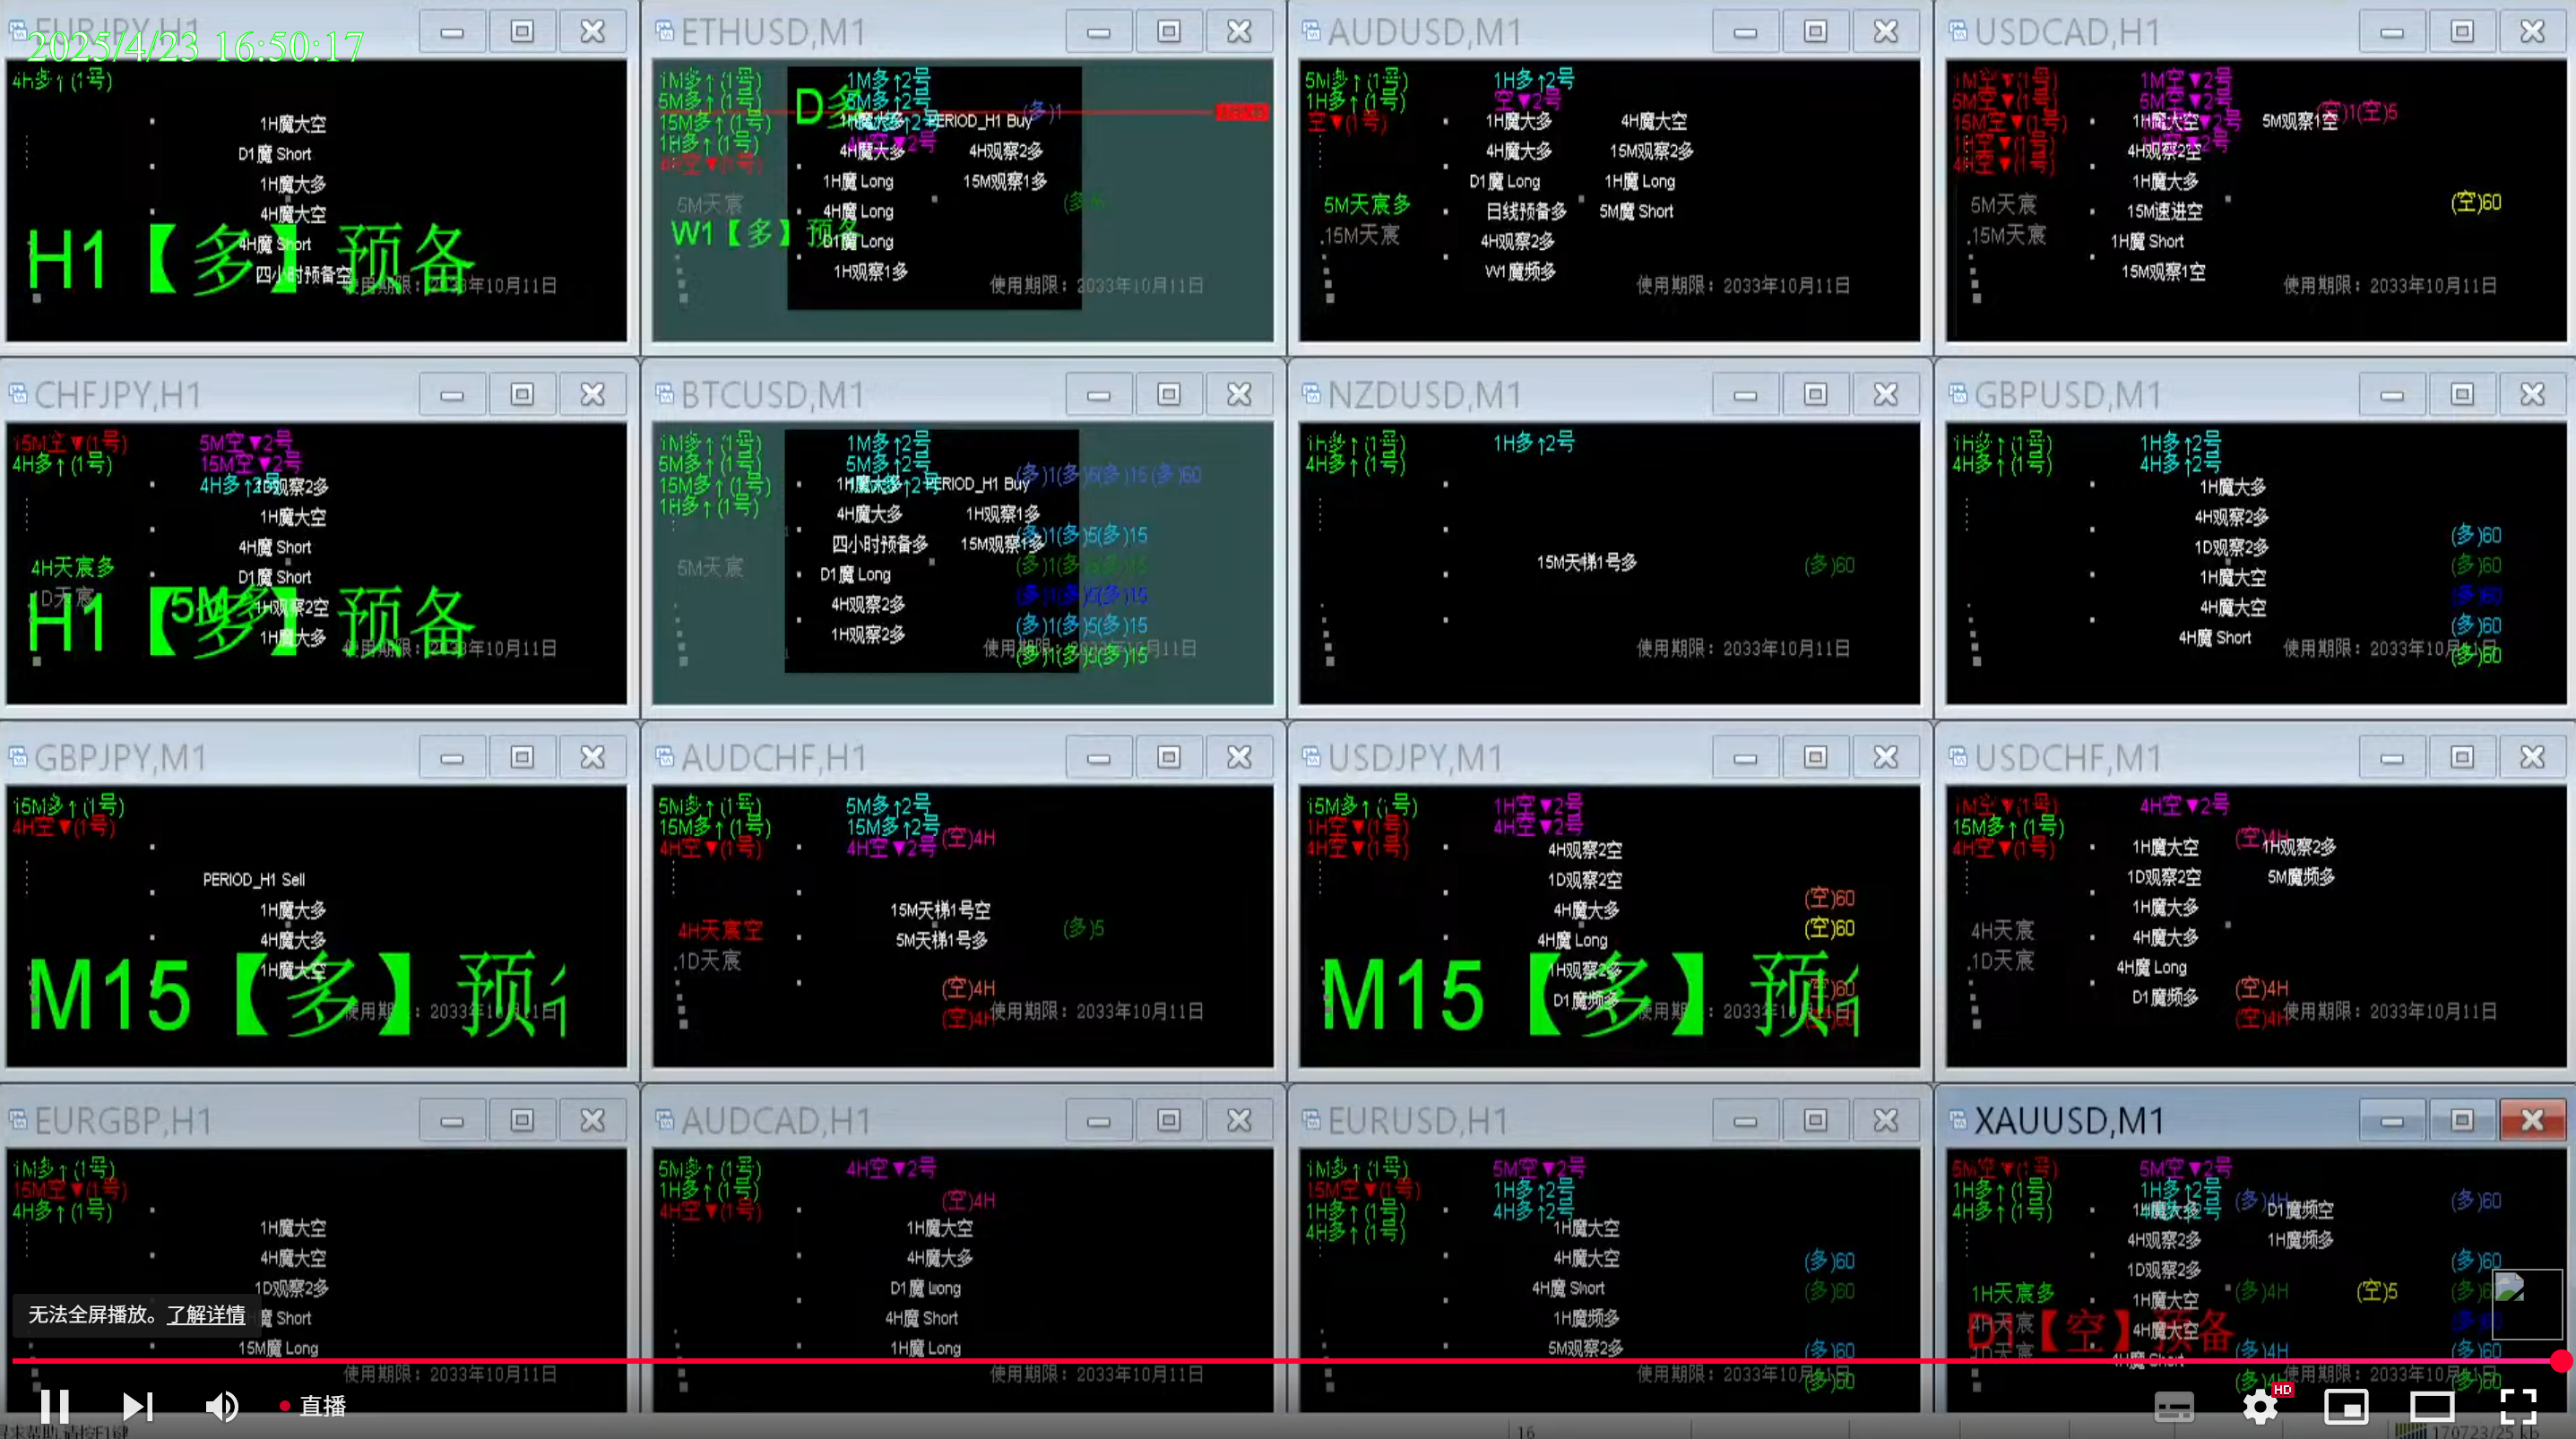 EURJPY,H1
2025/4/23 16:50:17
4H多↑(1号)
1H魔大空
D1魔 Short
1H魔大多
4H魔大空
4H魔 Short
四小时预备空
H1【多】预备
使用期限：2033年10月11日
ETHUSD,M1
1M多↑(1号)
5M多↑(1号)
15M多↑(1号)
1H多↑(1号)
4H空▼(1号)
1M多↑2号
5M多↑2号
4H空▼2号
D多
(多)1
1H魔大多
PERIOD_H1 Buy
4H魔大多
4H观察2多
1H魔 Long
15M观察1多
4H魔 Long
D1魔 Long
1H观察1多
5M天宸
W1【多】预备
使用期限：2033年10月11日
AUDUSD,M1
5M多↑(1号)
1H多↑(1号)
空▼(1号)
1H多↑2号
空▼2号
1H魔大多
4H魔大空
4H魔大多
15M观察2多
D1魔 Long
1H魔 Long
日线预备多
5M魔 Short
4H观察2多
W1魔频多
5M天宸多
15M天宸
使用期限：2033年10月11日
USDCAD,H1
1M空▼(1号)
5M空▼(1号)
15M空▼(1号)
1H空▼(1号)
4H空▼(1号)
1M空▼2号
5M空▼2号
1H魔大空
5M观察1空
(空)1(空)5
4H观察2空
1H魔大多
15M速进空
(空)60
1H魔 Short
15M观察1空
5M天宸
15M天宸
使用期限：2033年10月11日
CHFJPY,H1
15M空▼(1号)
4H多↑(1号)
5M空▼2号
15M空▼2号
4H多↑2号
1D观察2多
1H魔大空
4H魔 Short
D1魔 Short
1H观察2空
1H魔大多
4H天宸多
1D天宸
H1【多】预备
使用期限：2033年10月11日
BTCUSD,M1
1M多↑(1号)
5M多↑(1号)
15M多↑(1号)
1H多↑(1号)
1M多↑2号
5M多↑2号
(多)1(多)5(多)15(多)60
1H魔大多
PERIOD_H1 Buy
4H魔大多
1H观察1多
(多)1(多)5(多)15
四小时预备多
15M观察1多
(多)1(多)5(多)15
D1魔 Long
4H观察2多
(多)1(多)5(多)15
1H观察2多
(多)1(多)5(多)15
(多)1(多)5(多)15
5M天宸
使用期限：2033年10月11日
NZDUSD,M1
1H多↑(1号)
4H多↑(1号)
1H多↑2号
15M天梯1号多
(多)60
使用期限：2033年10月11日
GBPUSD,M1
1H多↑(1号)
4H多↑(1号)
1H多↑2号
4H多↑2号
1H魔大多
4H观察2多
1D观察2多
1H魔大空
4H魔大空
4H魔 Short
(多)60
(多)60
(多)60
(多)60
(多)60
使用期限：2033年10月11日
GBPJPY,M1
15M多↑(1号)
4H空▼(1号)
PERIOD_H1 Sell
1H魔大多
4H魔大多
1H魔大空
M15【多】预
使用期限：2033年10月11日
AUDCHF,H1
5M多↑(1号)
15M多↑(1号)
4H空▼(1号)
5M多↑2号
15M多↑2号
4H空▼2号
(空)4H
15M天梯1号空
5M天梯1号多
(多)5
4H天宸空
1D天宸
(空)4H
(空)4H
使用期限：2033年10月11日
USDJPY,M1
15M多↑(1号)
1H空▼(1号)
4H空▼(1号)
1H空▼2号
4H空▼2号
4H观察2空
1D观察2空
4H魔大多
4H魔 Long
1H观察2多
D1魔频多
(空)60
(空)60
(空)60
M15【多】预
使用期限：2033年10月11日
USDCHF,M1
1M空▼(1号)
15M多↑(1号)
4H空▼(1号)
4H空▼2号
(空)4H
1H魔大空
1H观察2多
1D观察2空
5M魔频多
1H魔大多
4H魔大多
4H魔 Long
D1魔频多
4H天宸
1D天宸
(空)4H
(空)4H
使用期限：2033年10月11日
EURGBP,H1
1M多↑(1号)
15M空▼(1号)
4H多↑(1号)
1H魔大空
4H魔大空
1D观察2多
魔 Short
15M魔 Long
使用期限：2033年10月11日
AUDCAD,H1
5M多↑(1号)
1H多↑(1号)
4H空▼(1号)
4H空▼2号
(空)4H
1H魔大空
4H魔大多
D1魔 Long
4H魔 Short
1H魔 Long
使用期限：2033年10月11日
EURUSD,H1
1M多↑(1号)
15M空▼(1号)
1H多↑(1号)
4H多↑(1号)
5M空▼2号
1H多↑2号
4H多↑2号
1H魔大空
4H魔大空
4H魔 Short
1H魔频多
5M观察2多
(多)60
(多)60
(多)60
(多)60
使用期限：2033年10月11日
XAUUSD,M1
5M空▼(1号)
1H多↑(1号)
4H多↑(1号)
5M空▼2号
1H多↑2号
4H多↑2号
(多)4H
(多)60
1H魔大多
D1魔频空
4H观察2多
1H魔频多
1D观察2多
(多)60
1H魔大空
(多)4H
(空)5
4H魔大空
(多)4H
(多)60
4H魔 Short
1H天宸多
4H天宸
1D天宸
D1【空】预备
使用期限：2033年10月11日
无法全屏播放。了解详情
直播
HD
寻求帮助,请按F1键
16
170723/25 kb